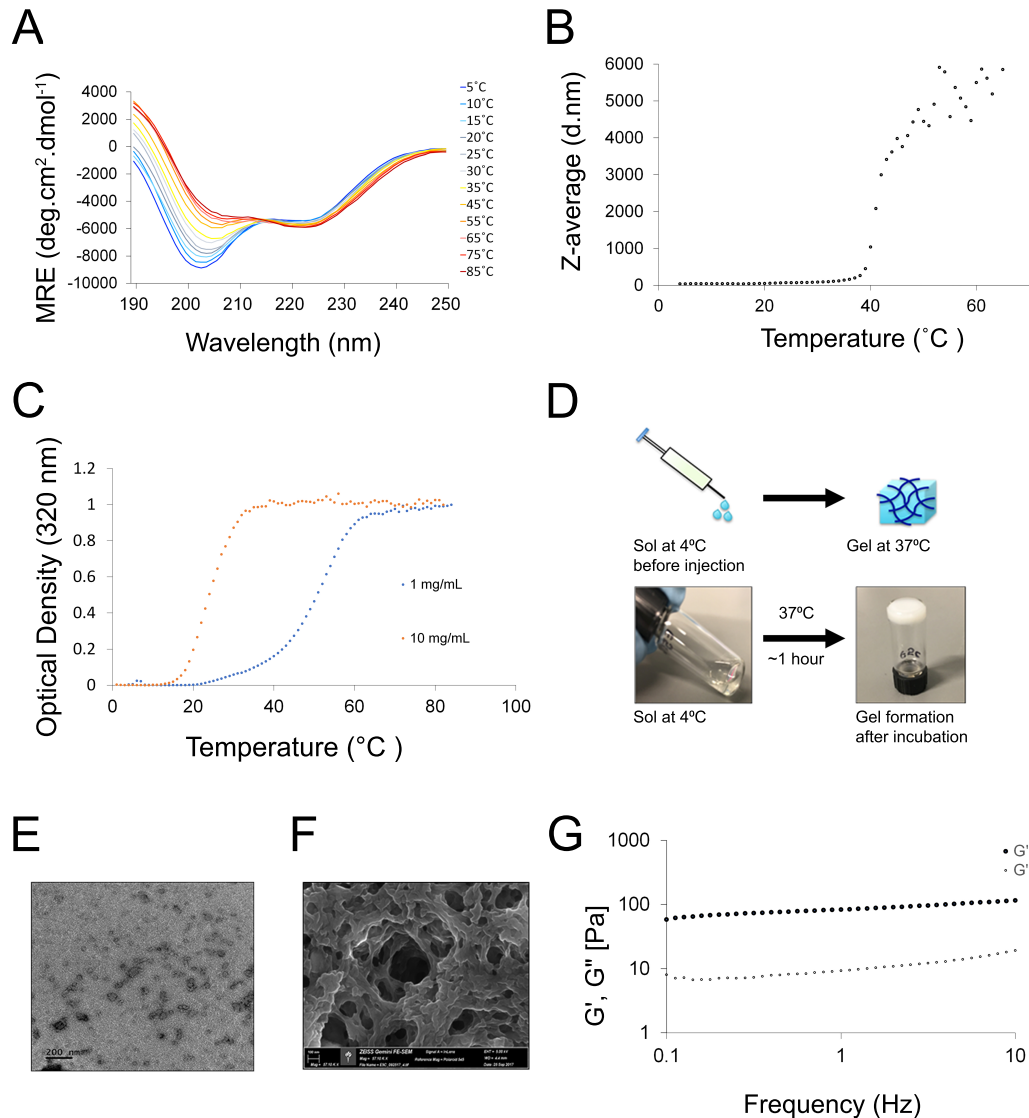 A
MRE (deg.cm².dmol⁻¹)
4000
2000
0
-2000
-4000
-6000
-8000
-10000
190 200 210 220 230 240 250
Wavelength (nm)
5˚C
10˚C
15˚C
20˚C
25˚C
30˚C
35˚C
45˚C
55˚C
65˚C
75˚C
85˚C
B
Z-average (d.nm)
6000
5000
4000
3000
2000
1000
0
0 20 40 60
Temperature (˚C )
C
Optical Density (320 nm)
1.2
1
0.8
0.6
0.4
0.2
0
0 20 40 60 80 100
Temperature (°C )
1 mg/mL
10 mg/mL
D
Sol at 4ºC
before injection
Gel at 37ºC
37ºC
~1 hour
Sol at 4ºC
Gel formation
after incubation
E
200 nm
F
ZEISS Gemini FE-SEM
G
G', G'' [Pa]
1000
100
10
1
0.1 1 10
Frequency (Hz)
G'
G'